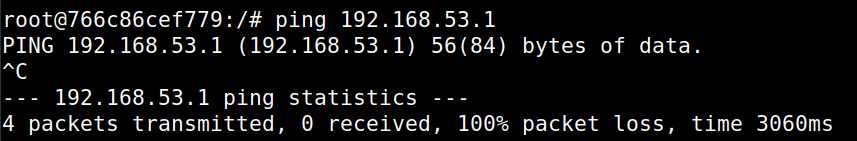 root@766c86cef779:/# ping 192.168.53.1
PING 192.168.53.1 (192.168.53.1) 56(84) bytes of data.
^C
--- 192.168.53.1 ping statistics ---
4 packets transmitted, 0 received, 100% packet loss, time 3060ms